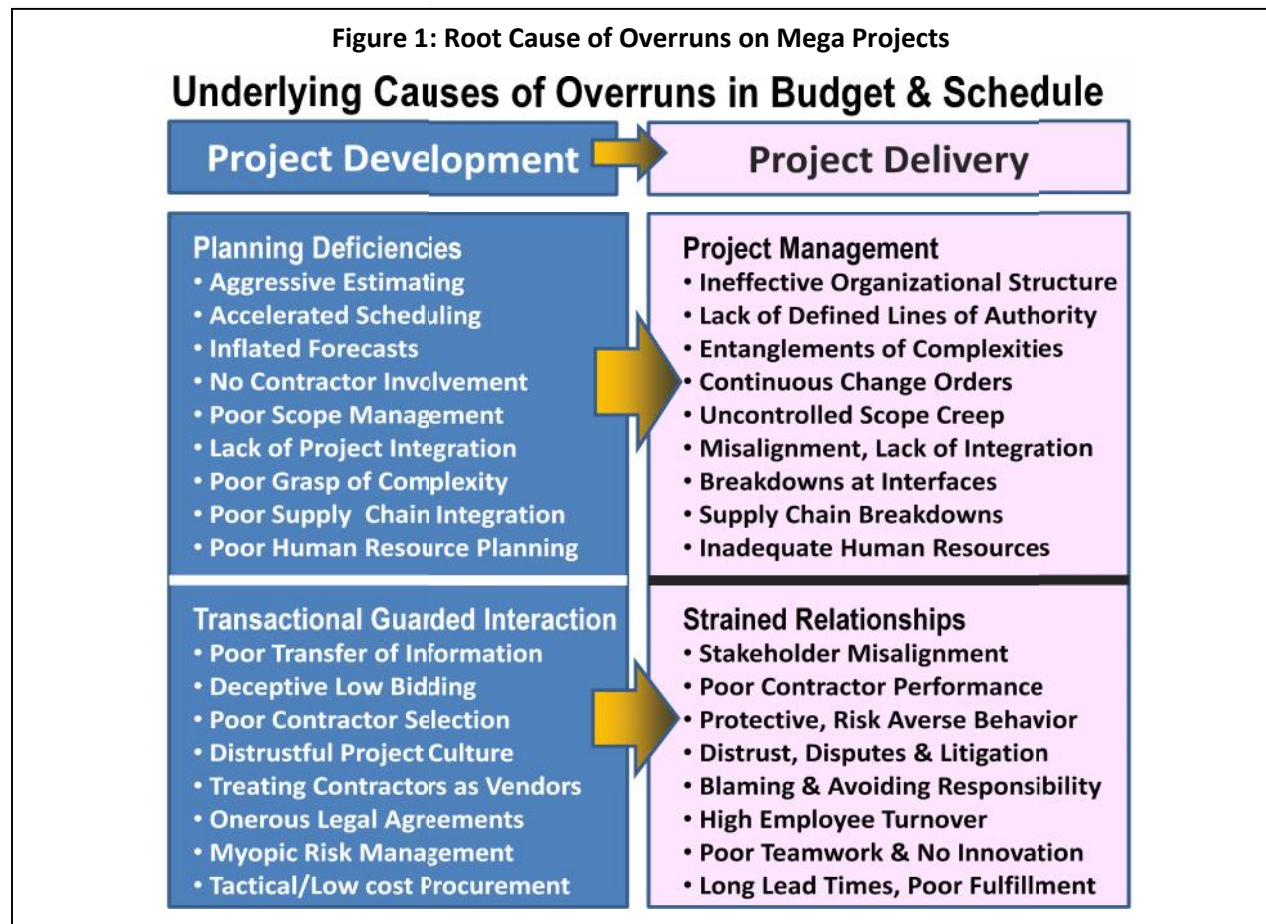 Figure 1: Root Cause of Overruns on Mega Projects
Underlying Causes of Overruns in Budget & Schedule
Project Development
Project Delivery
Planning Deficiencies
• Aggressive Estimating
• Accelerated Scheduling
• Inflated Forecasts
• No Contractor Involvement
• Poor Scope Management
• Lack of Project Integration
• Poor Grasp of Complexity
• Poor Supply Chain Integration
• Poor Human Resource Planning
Project Management
• Ineffective Organizational Structure
• Lack of Defined Lines of Authority
• Entanglements of Complexities
• Continuous Change Orders
• Uncontrolled Scope Creep
• Misalignment, Lack of Integration
• Breakdowns at Interfaces
• Supply Chain Breakdowns
• Inadequate Human Resources
Transactional Guarded Interaction
• Poor Transfer of Information
• Deceptive Low Bidding
• Poor Contractor Selection
• Distrustful Project Culture
• Treating Contractors as Vendors
• Onerous Legal Agreements
• Myopic Risk Management
• Tactical/Low cost Procurement
Strained Relationships
• Stakeholder Misalignment
• Poor Contractor Performance
• Protective, Risk Averse Behavior
• Distrust, Disputes & Litigation
• Blaming & Avoiding Responsibility
• High Employee Turnover
• Poor Teamwork & No Innovation
• Long Lead Times, Poor Fulfillment